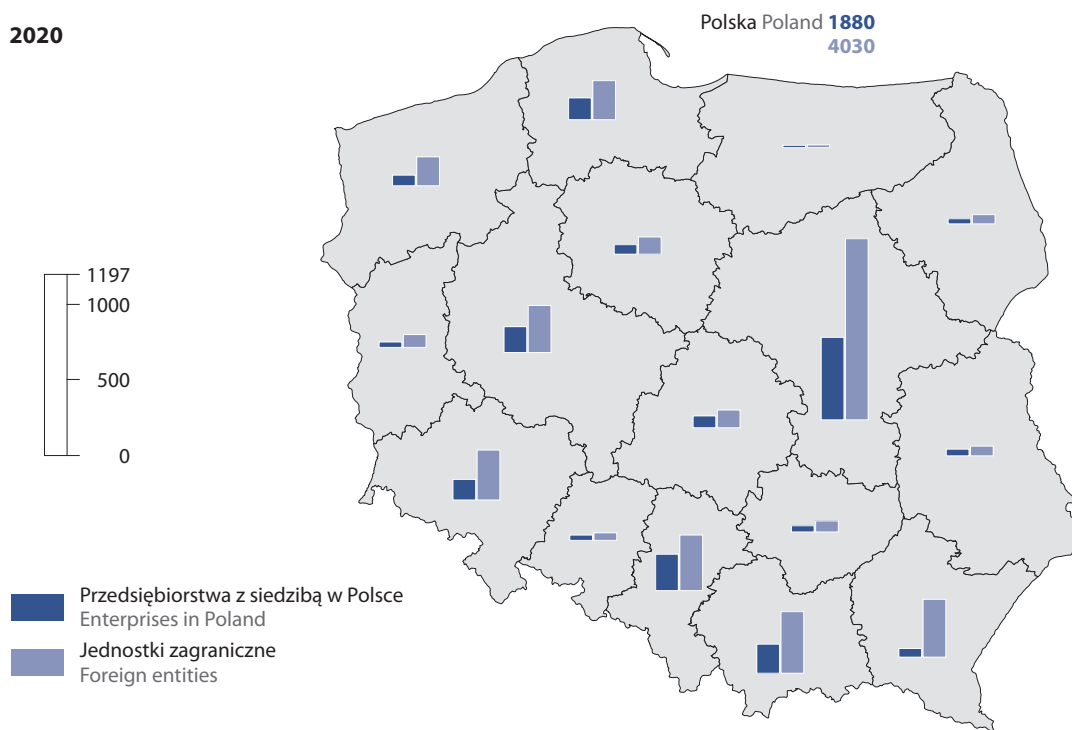 2020
Polska Poland 1880
4030
1197
1000
500
0
Przedsiębiorstwa z siedzibą w Polsce
Enterprises in Poland
Jednostki zagraniczne
Foreign entities